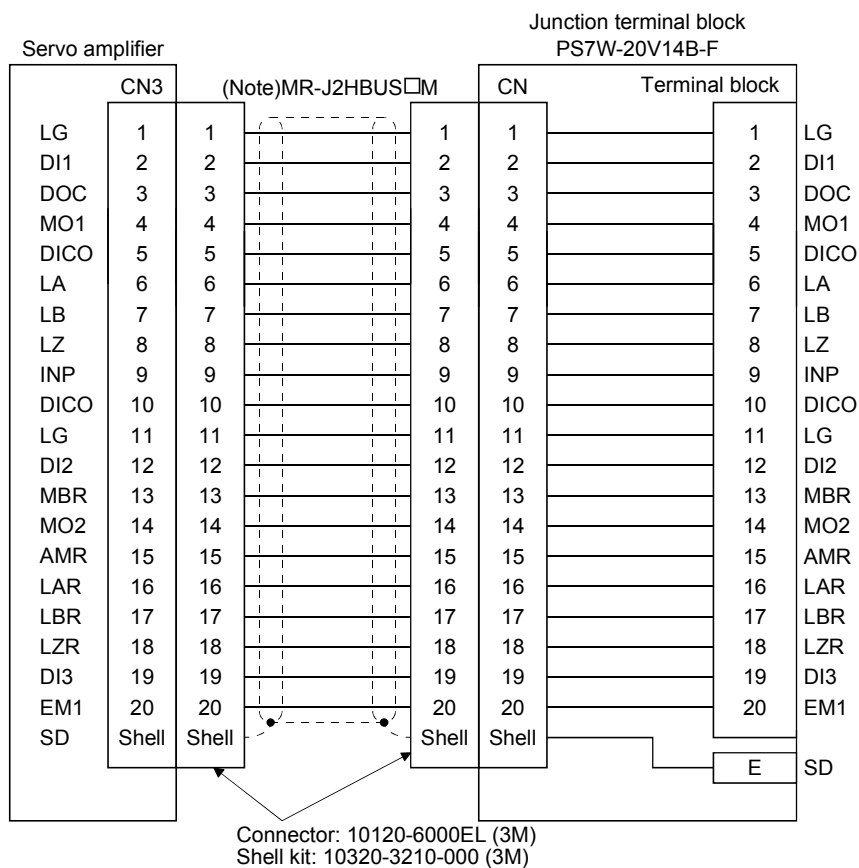 Junction terminal block
Servo amplifier PS7W-20V14B-F
CN3 (Note)MR-J2HBUS□M CN Terminal block
LG 1 1 1 1 1 LG
DI1 2 2 2 2 2 DI1
DOC 3 3 3 3 3 DOC
MO1 4 4 4 4 4 MO1
DICO 5 5 5 5 5 DICO
LA 6 6 6 6 6 LA
LB 7 7 7 7 7 LB
LZ 8 8 8 8 8 LZ
INP 9 9 9 9 9 INP
DICO 10 10 10 10 10 DICO
LG 11 11 11 11 11 LG
DI2 12 12 12 12 12 DI2
MBR 13 13 13 13 13 MBR
MO2 14 14 14 14 14 MO2
AMR 15 15 15 15 15 AMR
LAR 16 16 16 16 16 LAR
LBR 17 17 17 17 17 LBR
LZR 18 18 18 18 18 LZR
DI3 19 19 19 19 19 DI3
EM1 20 20 20 20 20 EM1
SD Shell Shell Shell Shell
E SD
Connector: 10120-6000EL (3M)
Shell kit: 10320-3210-000 (3M)